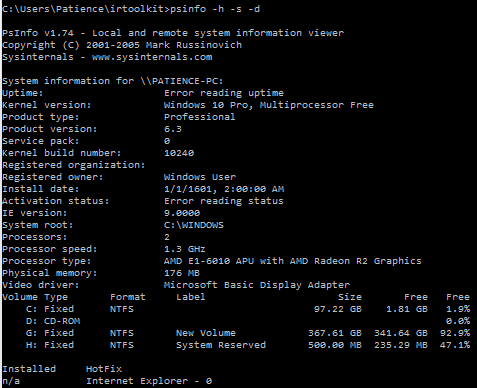 C:\Users\Patience\irtoolkit>psinfo -h -s -d
PsInfo v1.74 - Local and remote system information viewer
Copyright (C) 2001-2005 Mark Russinovich
Sysinternals - www.sysinternals.com
System information for \\PATIENCE-PC:
Uptime: Error reading uptime
Kernel version: Windows 10 Pro, Multiprocessor Free
Product type: Professional
Product version: 6.3
Service pack: 0
Kernel build number: 10240
Registered organization:
Registered owner: Windows User
Install date: 1/1/1601, 2:00:00 AM
Activation status: Error reading status
IE version: 9.0000
System root: C:\WINDOWS
Processors: 2
Processor speed: 1.3 GHz
Processor type: AMD E1-6010 APU with AMD Radeon R2 Graphics
Physical memory: 176 MB
Video driver: Microsoft Basic Display Adapter
Volume Type Format Label Size Free Free
C: Fixed NTFS 97.22 GB 1.81 GB 1.9%
D: CD-ROM 0.0%
G: Fixed NTFS New Volume 367.61 GB 341.64 GB 92.9%
H: Fixed NTFS System Reserved 500.00 MB 235.29 MB 47.1%
Installed HotFix
n/a Internet Explorer - 0